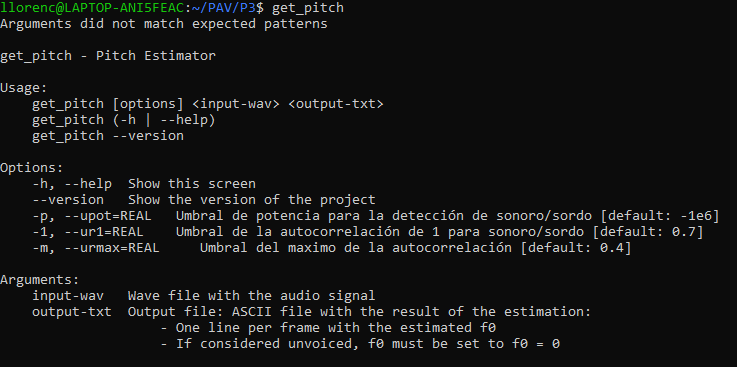 llorenc@LAPTOP-ANI5FEAC:~/PAV/P3$ get_pitch
Arguments did not match expected patterns
get_pitch - Pitch Estimator
Usage:
get_pitch [options] <input-wav> <output-txt>
get_pitch (-h | --help)
get_pitch --version
Options:
-h, --help  Show this screen
--version   Show the version of the project
-p, --upot=REAL   Umbral de potencia para la detección de sonoro/sordo [default: -1e6]
-1, --ur1=REAL    Umbral de la autocorrelación de 1 para sonoro/sordo [default: 0.7]
-m, --urmax=REAL     Umbral del maximo de la autocorrelación [default: 0.4]
Arguments:
input-wav   Wave file with the audio signal
output-txt  Output file: ASCII file with the result of the estimation:
- One line per frame with the estimated f0
- If considered unvoiced, f0 must be set to f0 = 0